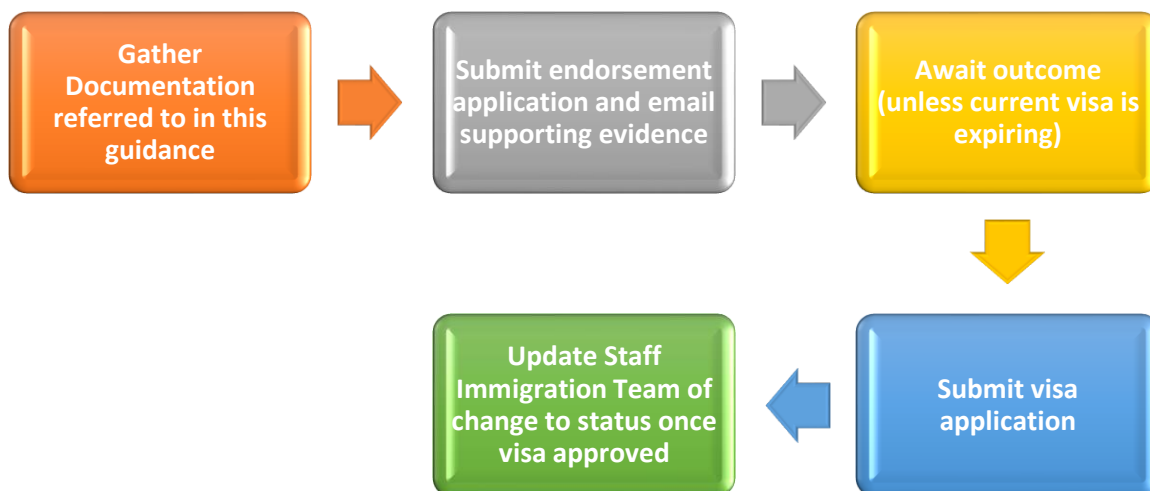 Gather
Documentation
referred to in this
guidance
Submit endorsement
application and email
supporting evidence
Await outcome
(unless current visa is
expiring)
Submit visa
application
Update Staff
Immigration Team of
change to status once
visa approved